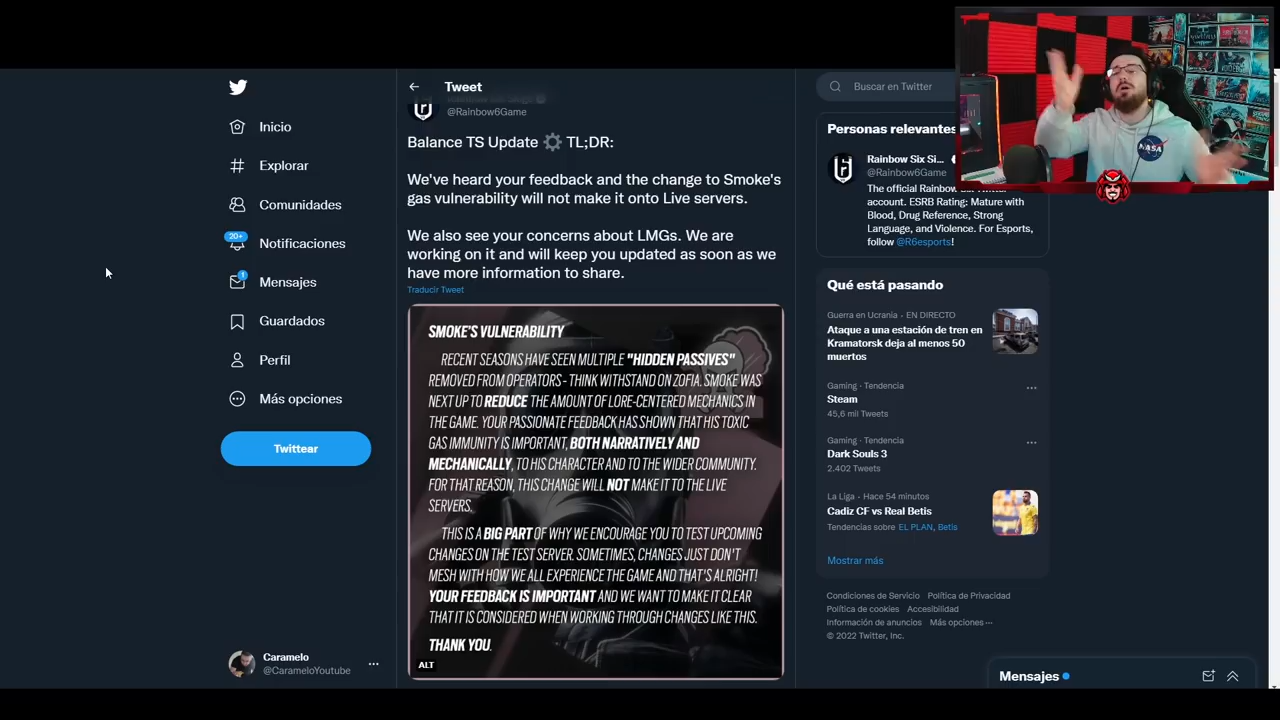 Inicio
Explorar
Comunidades
20+
Notificaciones
1
Mensajes
Guardados
Perfil
Más opciones
Twittear
Caramelo
@CarameloYoutube
Tweet
@Rainbow6Game
Balance TS Update TL;DR:
We've heard your feedback and the change to Smoke's
gas vulnerability will not make it onto Live servers.
We also see your concerns about LMGs. We are
working on it and will keep you updated as soon as we
have more information to share.
Traducir Tweet
SMOKE'S VULNERABILITY
RECENT SEASONS HAVE SEEN MULTIPLE "HIDDEN PASSIVES"
REMOVED FROM OPERATORS - THINK WITHSTAND ON ZOFIA. SMOKE WAS
NEXT UP TO REDUCE THE AMOUNT OF LORE-CENTERED MECHANICS IN
THE GAME. YOUR PASSIONATE FEEDBACK HAS SHOWN THAT HIS TOXIC
GAS IMMUNITY IS IMPORTANT, BOTH NARRATIVELY AND
MECHANICALLY, TO HIS CHARACTER AND TO THE WIDER COMMUNITY.
FOR THAT REASON, THIS CHANGE WILL NOT MAKE IT TO THE LIVE
SERVERS.
THIS IS A BIG PART OF WHY WE ENCOURAGE YOU TO TEST UPCOMING
CHANGES ON THE TEST SERVER. SOMETIMES, CHANGES JUST DON'T
MESH WITH HOW WE ALL EXPERIENCE THE GAME AND THAT'S ALRIGHT!
YOUR FEEDBACK IS IMPORTANT AND WE WANT TO MAKE IT CLEAR
THAT IT IS CONSIDERED WHEN WORKING THROUGH CHANGES LIKE THIS.
THANK YOU.
ALT
Buscar en Twitter
Personas relevantes
Rainbow Six Si...
@Rainbow6Game
The official Rainbow Six Twitter
account. ESRB Rating: Mature with
Blood, Drug Reference, Strong
Language, and Violence. For Esports,
follow @R6esports!
Qué está pasando
Guerra en Ucrania · EN DIRECTO
Ataque a una estación de tren en
Kramatorsk deja al menos 50
muertos
Gaming · Tendencia
Steam
45,6 mil Tweets
Gaming · Tendencia
Dark Souls 3
2.402 Tweets
La Liga · Hace 54 minutos
Cadiz CF vs Real Betis
Tendencias sobre EL PLAN, Betis
Mostrar más
Condiciones de Servicio Política de Privacidad
Política de cookies Accesibilidad
Información de anuncios Más opciones ···
© 2022 Twitter, Inc.
Mensajes
NASA